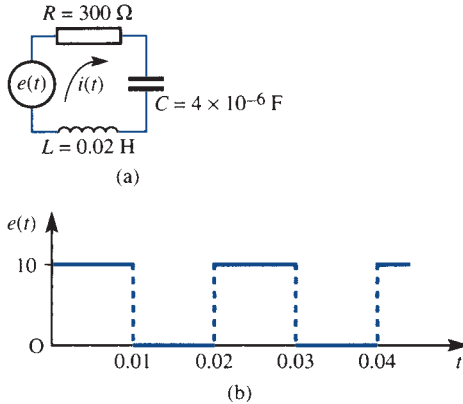 R = 300 Ω
e(t)
i(t)
C = 4 × 10⁻⁶ F
L = 0.02 H
(a)
e(t)
10
O
0.01 0.02 0.03 0.04 t
(b)